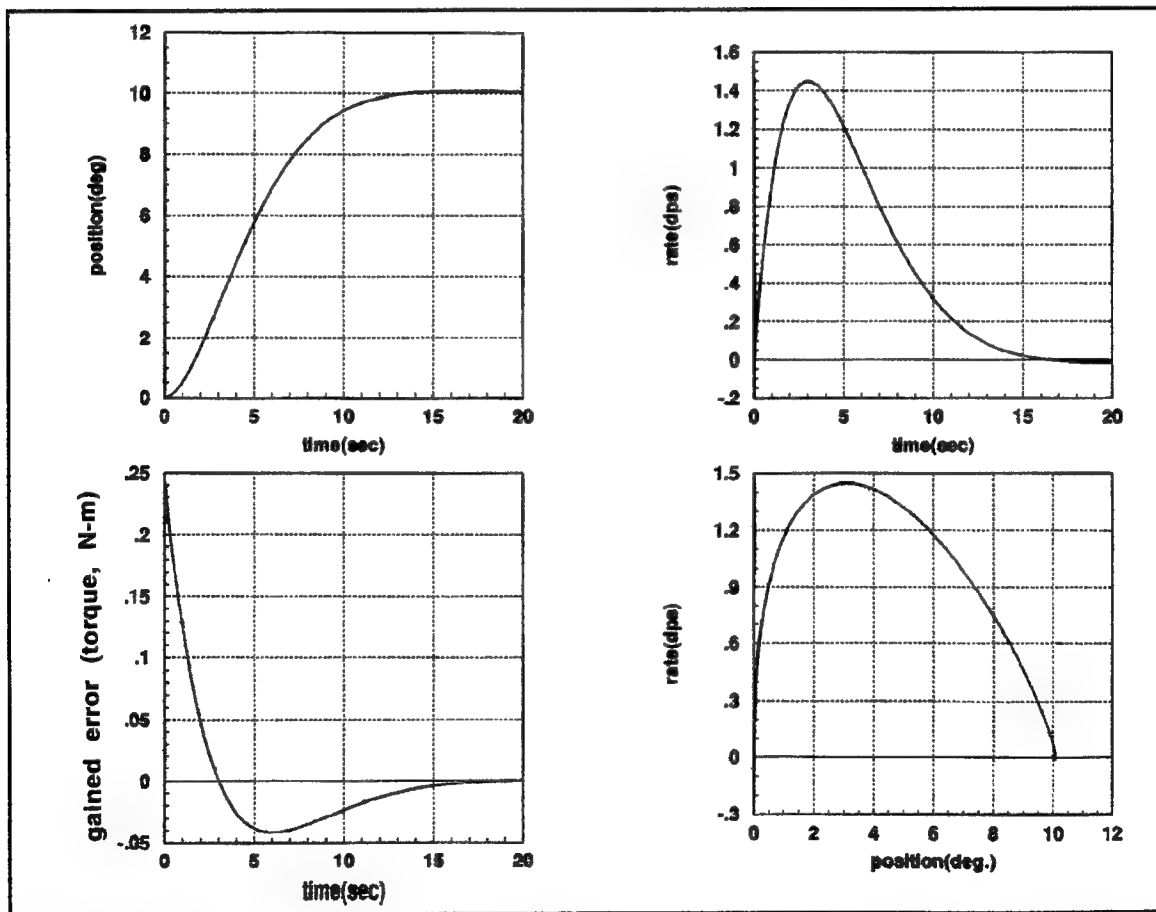 12
10
8
6
4
2
0
position(deg)
0 5 10 15 20
time(sec)
1.6
1.4
1.2
1
.8
.6
.4
.2
0
-.2
rate(dps)
0 5 10 15 20
time(sec)
.25
.2
.15
.1
.05
0
-.05
gained error (torque, N-m)
0 5 10 15 20
time(sec)
1.5
1.2
.9
.6
.3
0
-.3
rate(dps)
0 2 4 6 8 10 12
position(deg.)